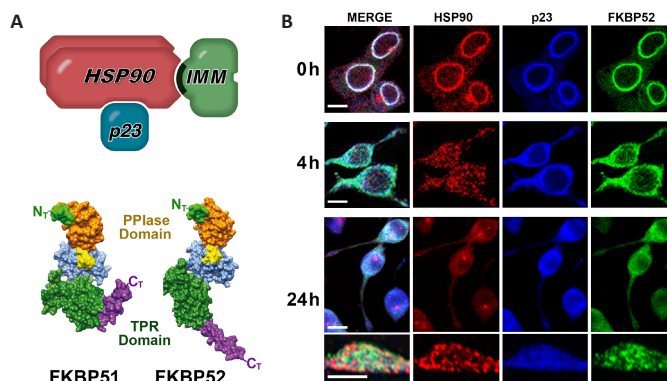 A
HSP90
IMM
p23
NT
PPIase
Domain
CT
TPR
Domain
NT
CT
FKBP51
FKBP52
B
MERGE
HSP90
p23
FKBP52
0h
4h
24h